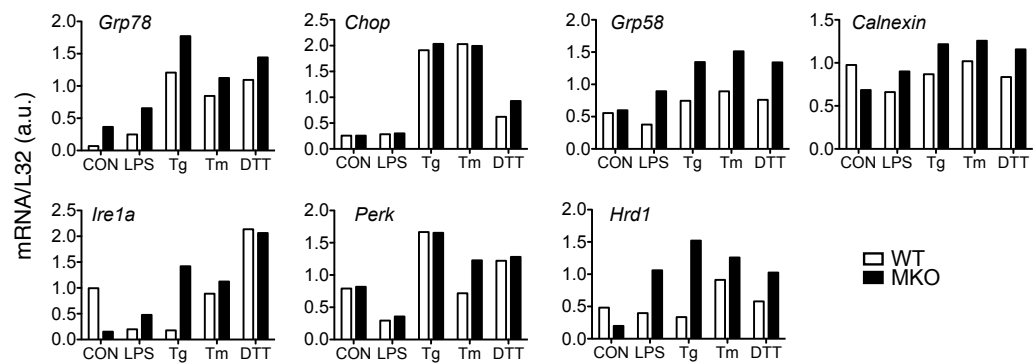 mRNA/L32 (a.u.)
Grp78
2.0
1.5
1.0
0.5
0.0
CON LPS Tg Tm DTT
Chop
2.5
2.0
1.5
1.0
0.5
0.0
CON LPS Tg Tm DTT
Grp58
2.0
1.5
1.0
0.5
0.0
CON LPS Tg Tm DTT
Calnexin
1.5
1.0
0.5
0.0
CON LPS Tg Tm DTT
Ire1a
2.5
2.0
1.5
1.0
0.5
0.0
CON LPS Tg Tm DTT
Perk
2.0
1.5
1.0
0.5
0.0
CON LPS Tg Tm DTT
Hrd1
2.0
1.5
1.0
0.5
0.0
CON LPS Tg Tm DTT
WT
MKO